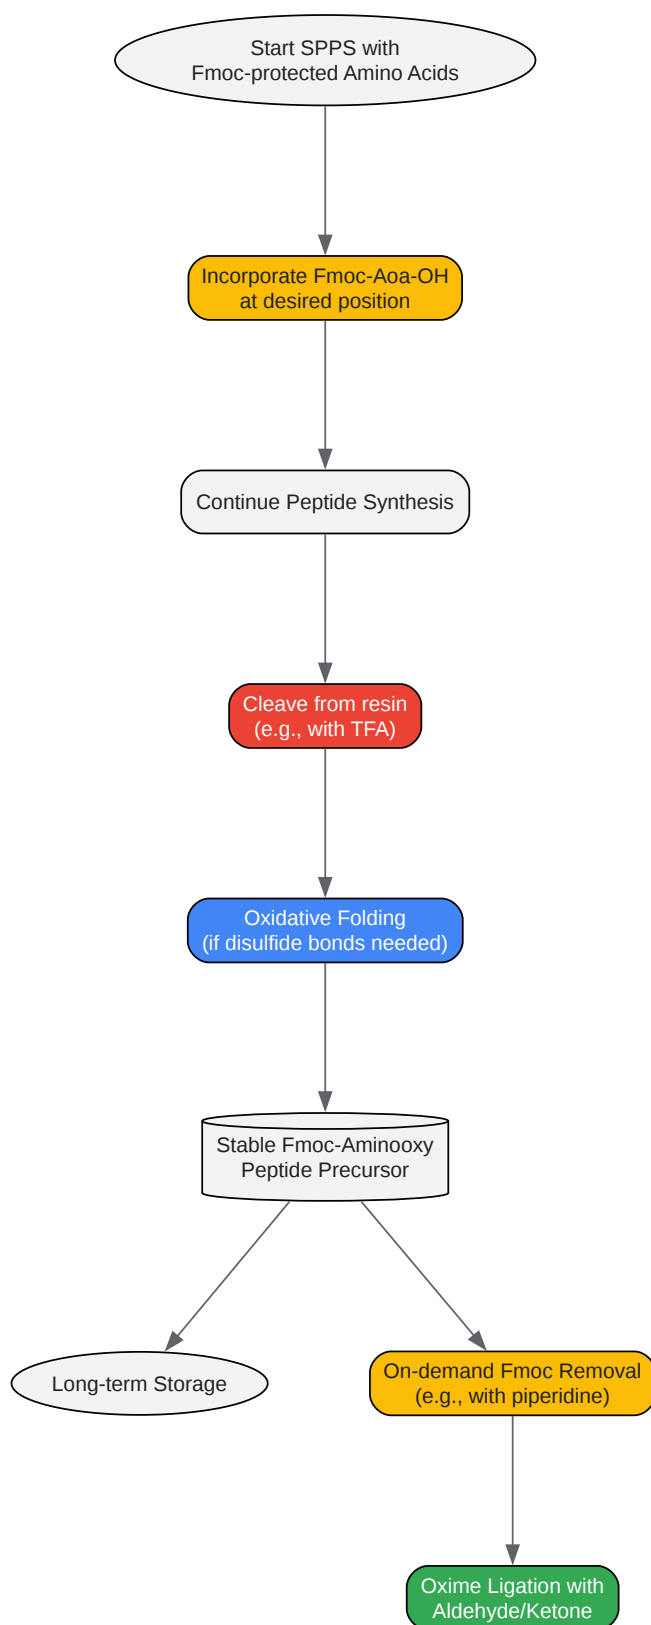 Start SPPS with
Fmoc-protected Amino Acids
Incorporate Fmoc-Aoa-OH
at desired position
Continue Peptide Synthesis
Cleave from resin
(e.g., with TFA)
Oxidative Folding
(if disulfide bonds needed)
Stable Fmoc-Aminooxy
Peptide Precursor
Long-term Storage
On-demand Fmoc Removal
(e.g., with piperidine)
Oxime Ligation with
Aldehyde/Ketone